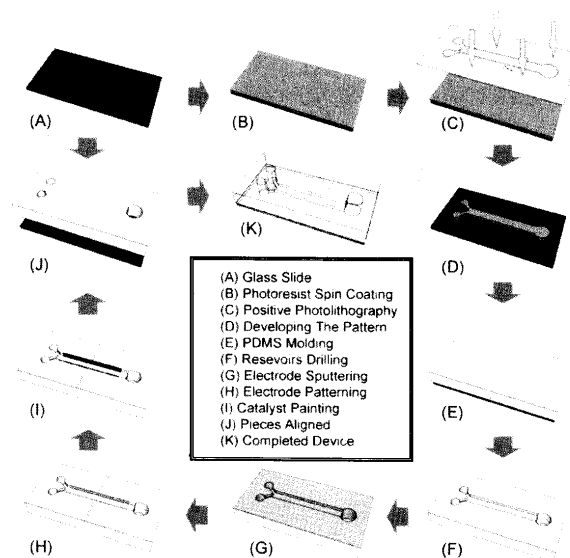 (A)
(B)
(C)
(J)
(K)
(D)
(A) Glass Slide
(B) Photoresist Spin Coating
(C) Positive Photolithography
(D) Developing The Pattern
(E) PDMS Molding
(F) Resevoirs Drilling
(G) Electrode Sputtering
(H) Electrode Patterning
(I) Catalyst Painting
(J) Pieces Aligned
(K) Completed Device
(I)
(E)
(H)
(G)
(F)